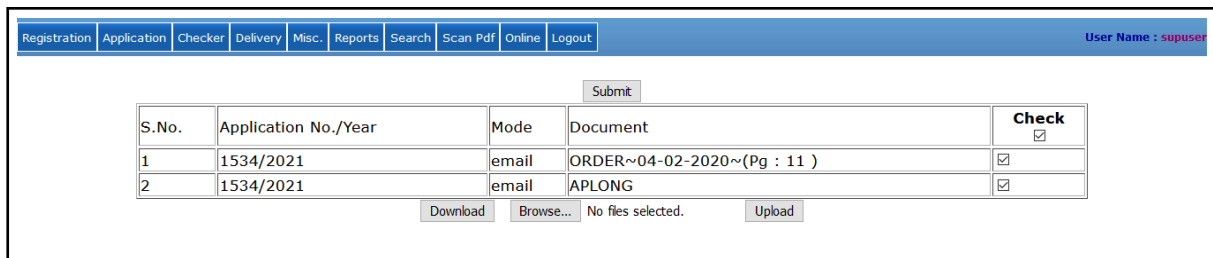 Registration Application Checker Delivery Misc. Reports Search Scan Pdf Online Logout User Name : supuser
Submit
S.No. Application No./Year Mode Document Check
1 1534/2021 email ORDER~04-02-2020~(Pg : 11 )
2 1534/2021 email APLONG
Download Browse... No files selected. Upload